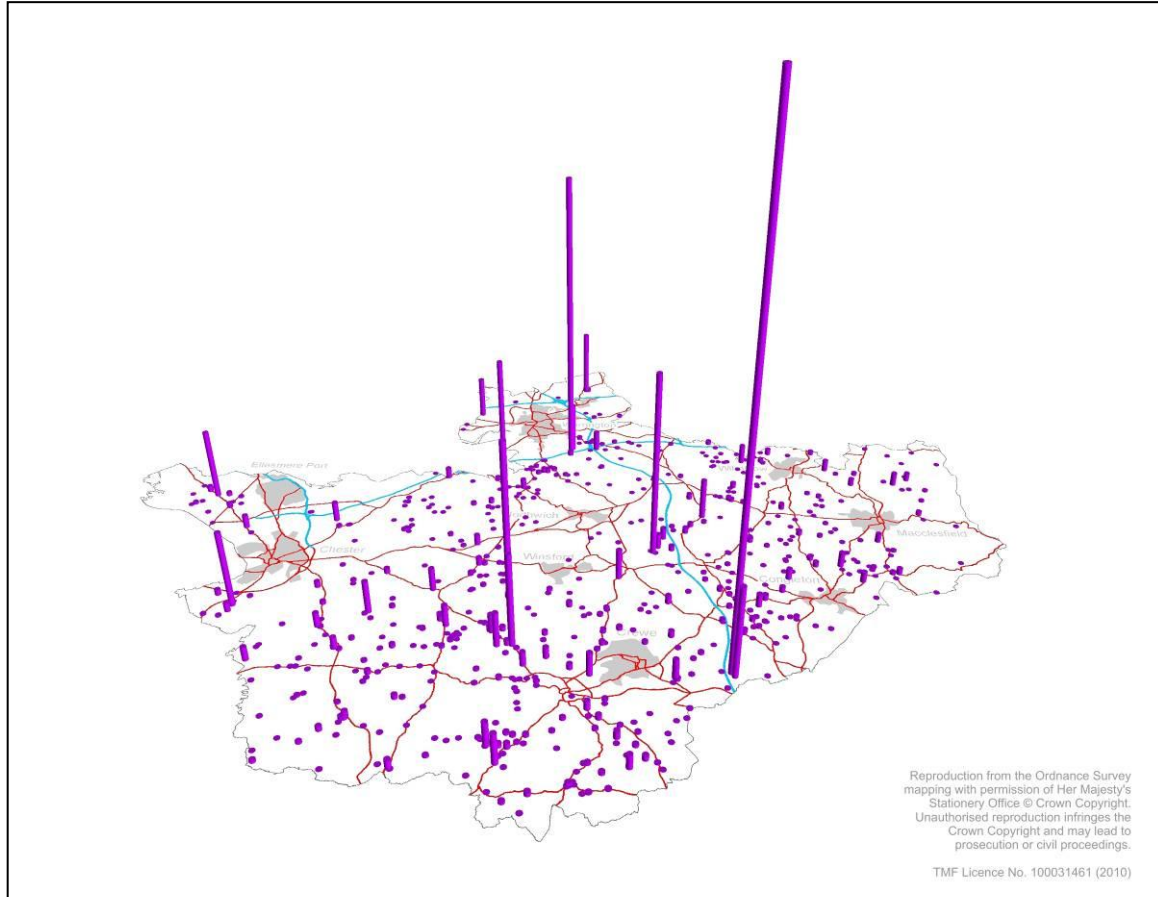 Ellesmere Port
Chester
Winsford
Macclesfield
Congleton
Crewe
Reproduction from the Ordnance Survey
mapping with permission of Her Majesty's
Stationery Office © Crown Copyright.
Unauthorised reproduction infringes the
Crown Copyright and may lead to
prosecution or civil proceedings.
TMF Licence No. 100031461 (2010)